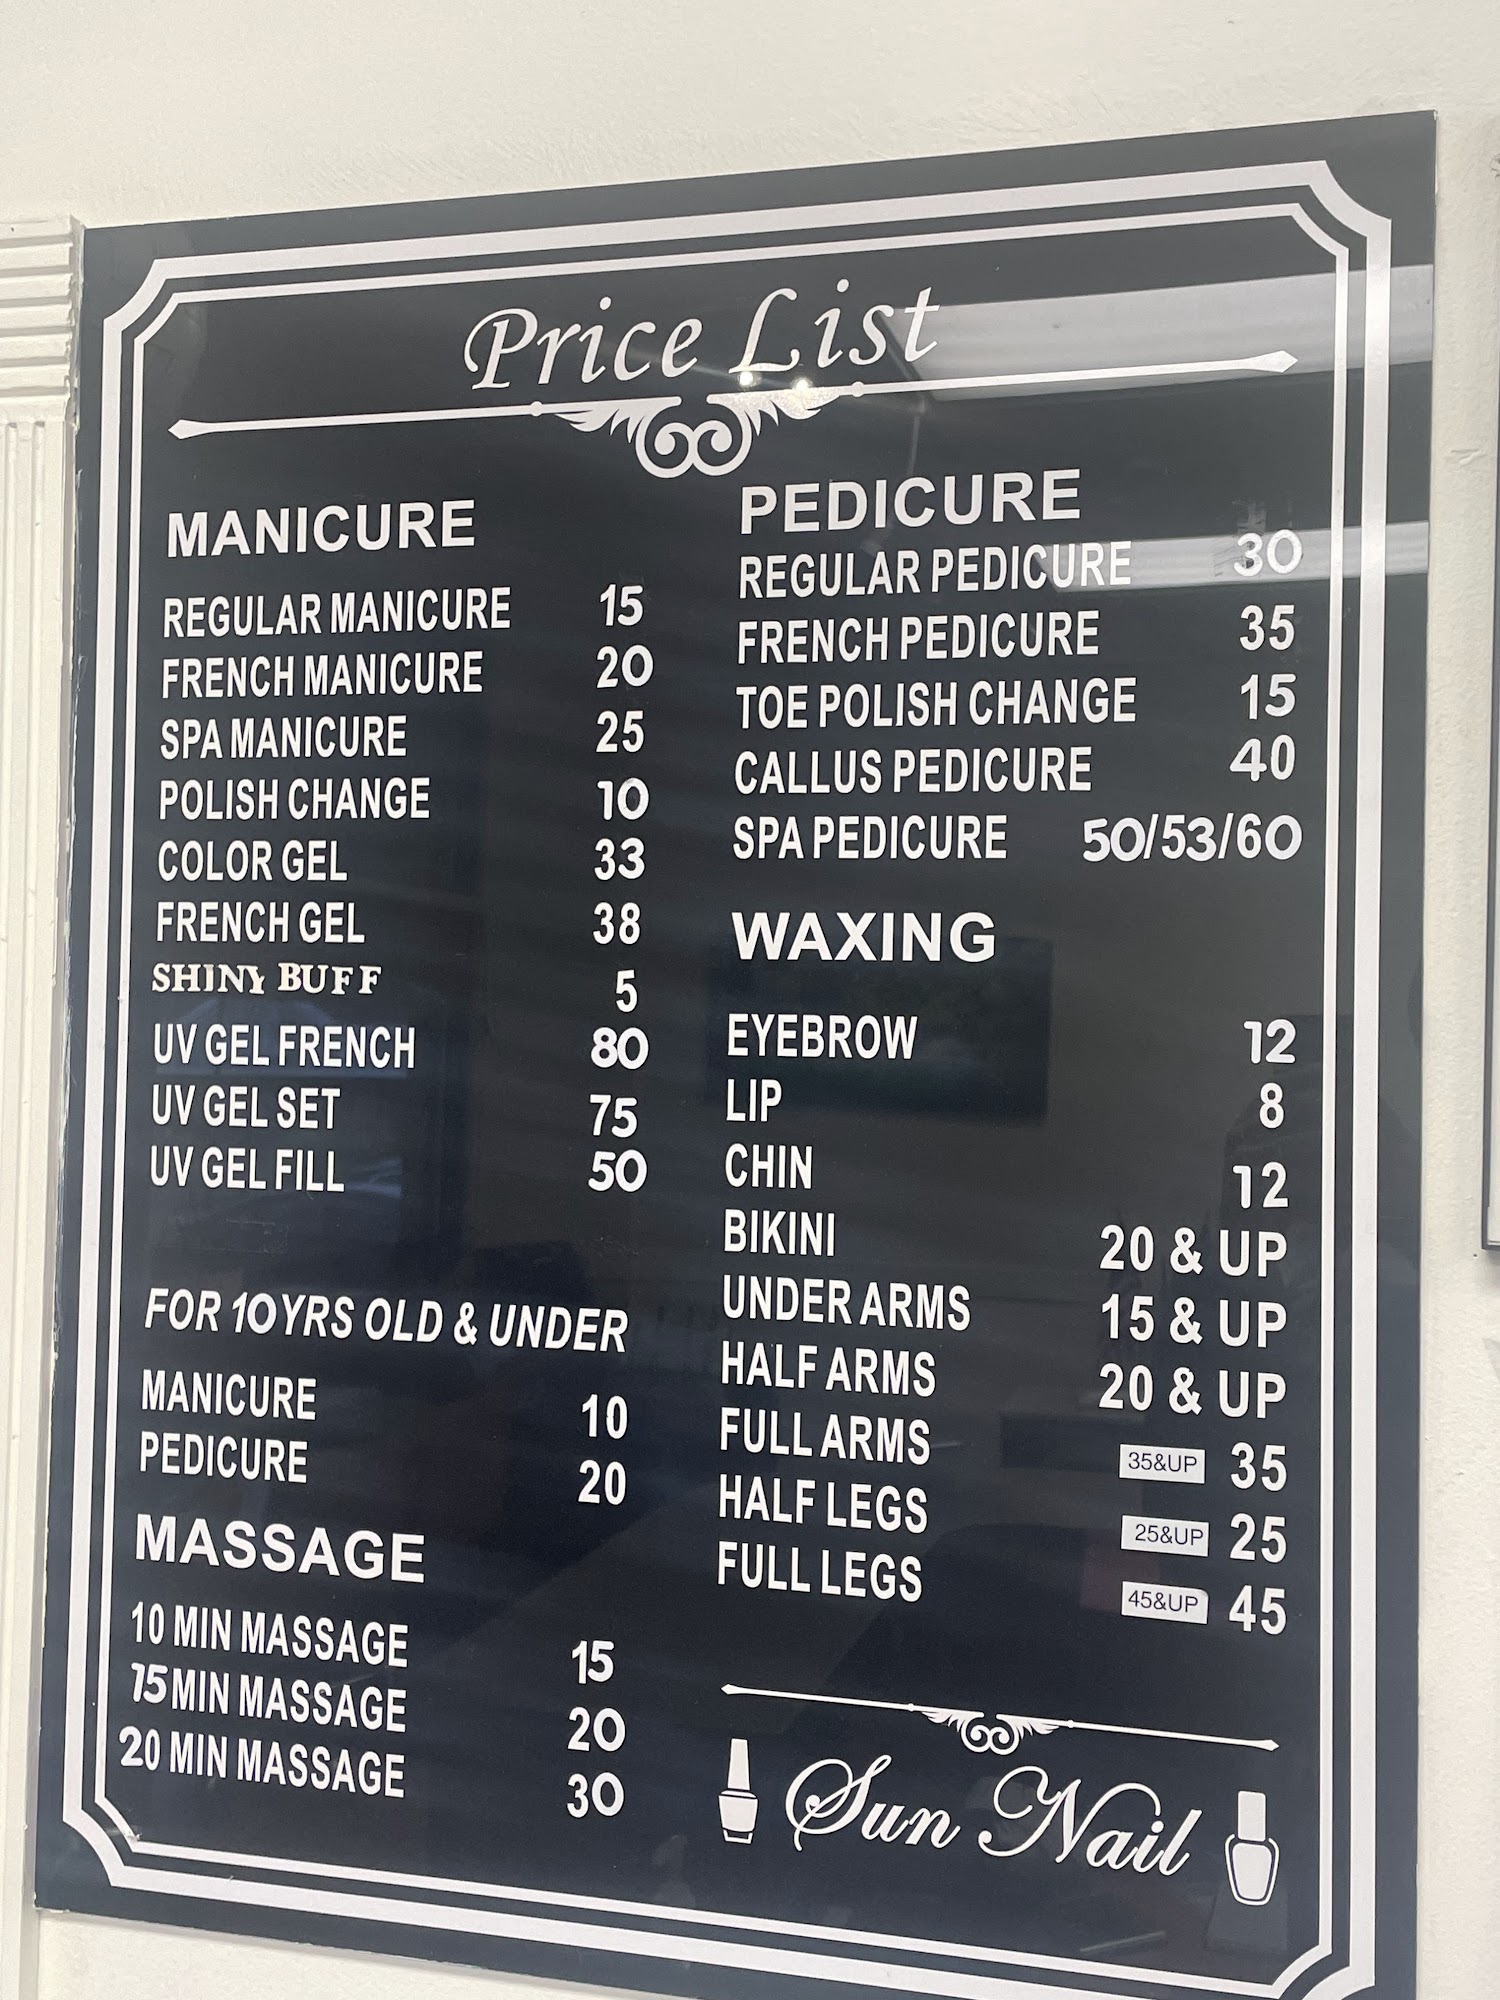 Price List
MANICURE
REGULAR MANICURE 15
FRENCH MANICURE 20
SPA MANICURE 25
POLISH CHANGE 10
COLOR GEL 33
FRENCH GEL 38
SHINY BUFF 5
UV GEL FRENCH 80
UV GEL SET 75
UV GEL FILL 50
FOR 10 YRS OLD & UNDER
MANICURE 10
PEDICURE 20
MASSAGE
10 MIN MASSAGE 15
15 MIN MASSAGE 20
20 MIN MASSAGE 30
PEDICURE
REGULAR PEDICURE 30
FRENCH PEDICURE 35
TOE POLISH CHANGE 15
CALLUS PEDICURE 40
SPA PEDICURE 50/53/60
WAXING
EYEBROW 12
LIP 8
CHIN 12
BIKINI 20 & UP
UNDER ARMS 15 & UP
HALF ARMS 20 & UP
FULL ARMS 35&UP 35
HALF LEGS 25&UP 25
FULL LEGS 45&UP 45
Sun Nail